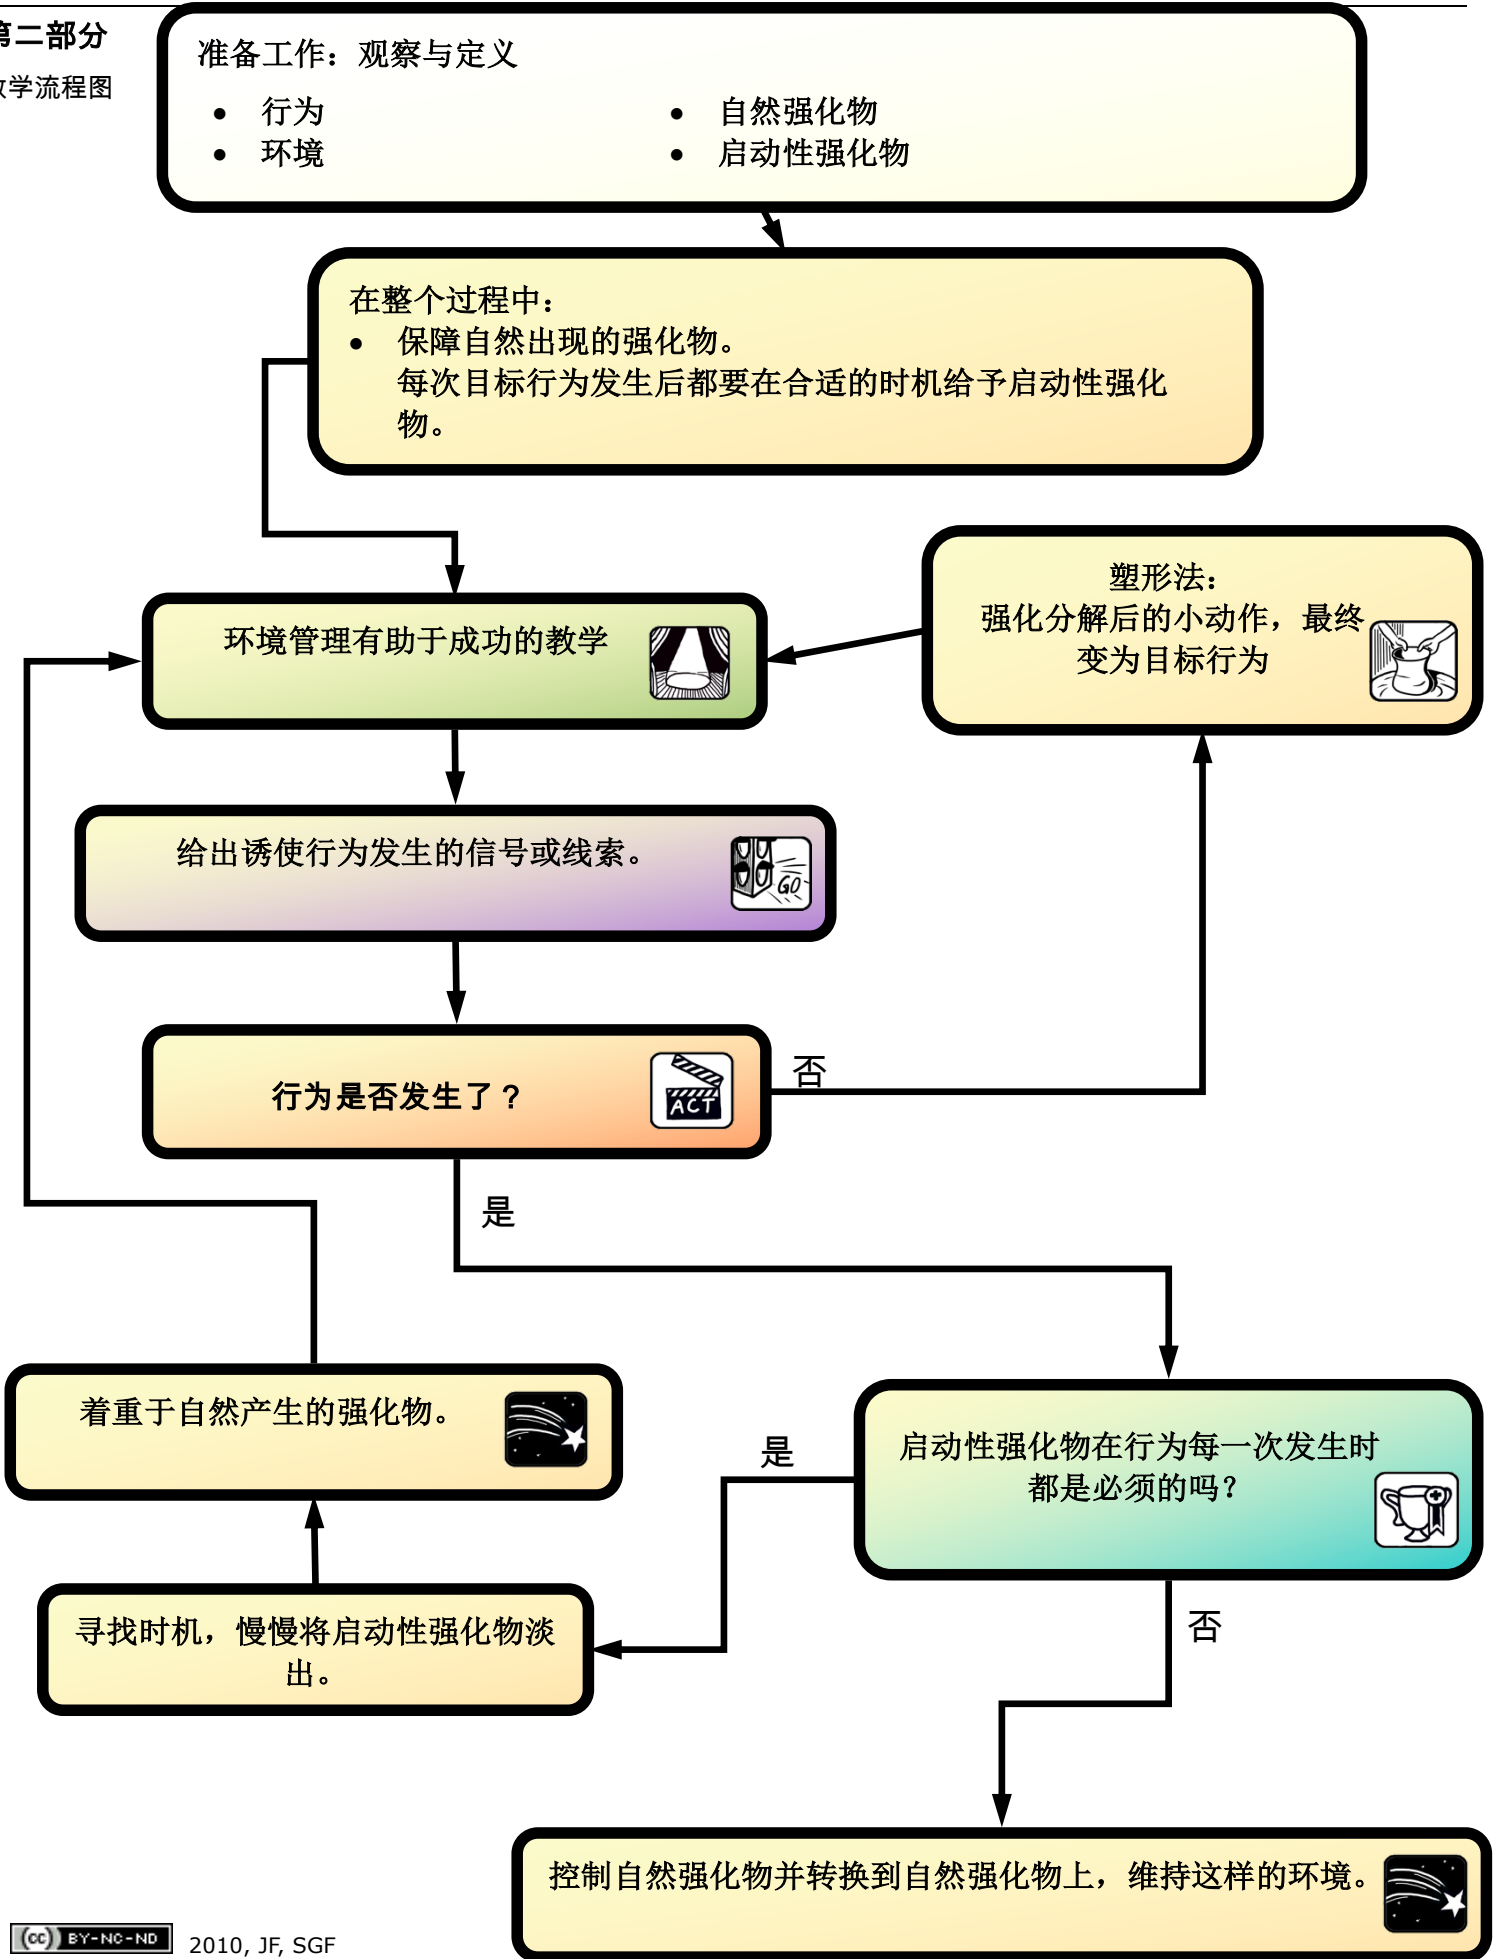 第二部分
教学流程图
准备工作：观察与定义
• 行为
• 环境
• 自然强化物
• 启动性强化物
在整个过程中：
• 保障自然出现的强化物。
每次目标行为发生后都要在合适的时机给予启动性强化
物。
塑形法：
强化分解后的小动作，最终
变为目标行为
环境管理有助于成功的教学
给出诱使行为发生的信号或线索。
GO
行为是否发生了？
ACT
否
是
着重于自然产生的强化物。
是
启动性强化物在行为每一次发生时
都是必须的吗？
寻找时机，慢慢将启动性强化物淡
出。
否
控制自然强化物并转换到自然强化物上，维持这样的环境。
(cc) BY-NC-ND 2010, JF, SGF